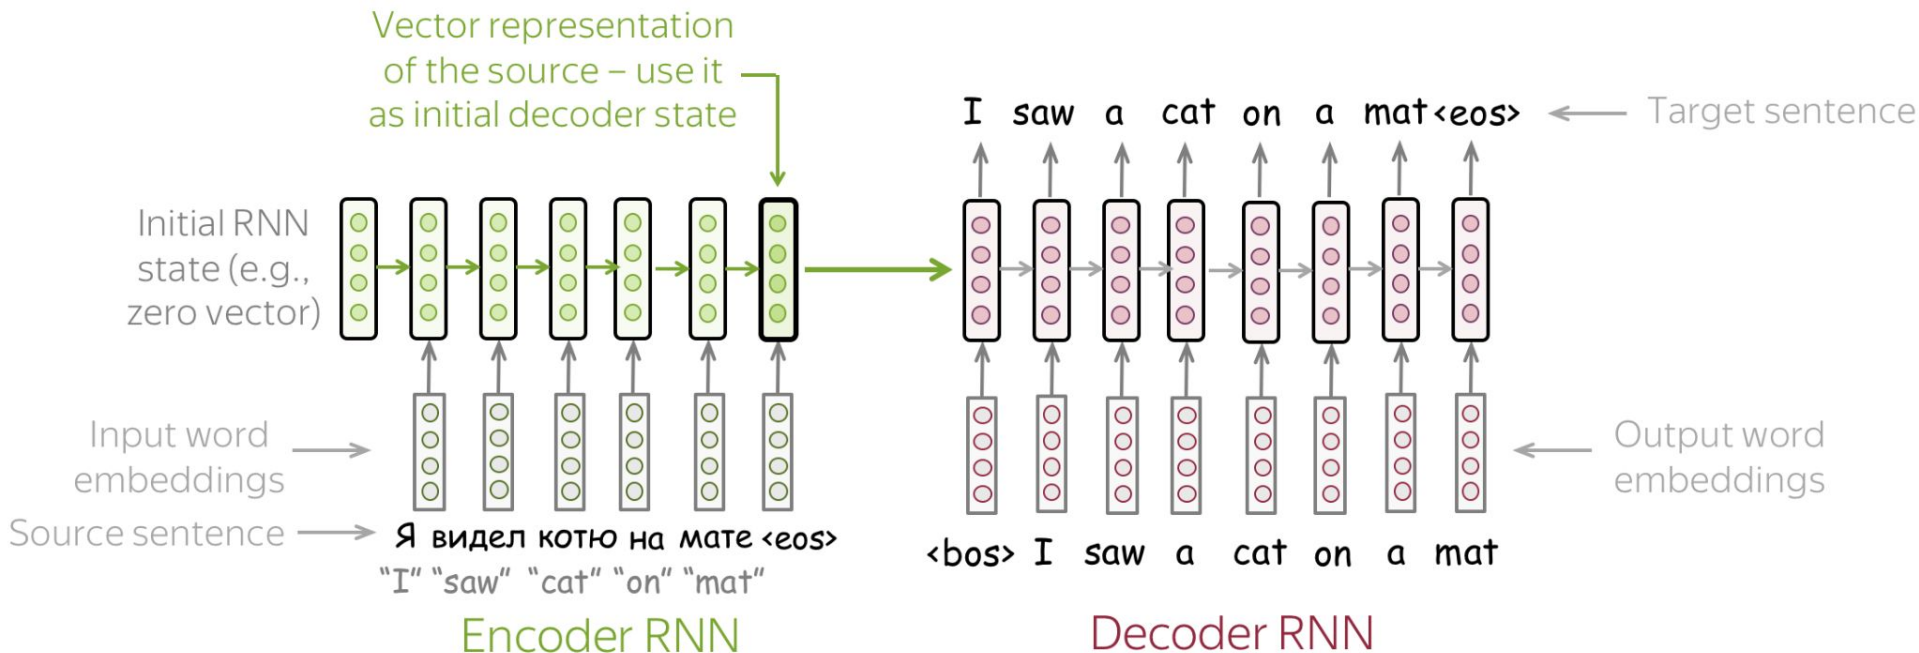 Vector representation
of the source – use it
as initial decoder state
I saw a cat on a mat <eos>
Target sentence
Initial RNN
state (e.g.,
zero vector)
Input word
embeddings
Output word
embeddings
Source sentence
Я видел котю на мате <eos>
"I" "saw" "cat" "on" "mat"
<bos> I saw a cat on a mat
Encoder RNN
Decoder RNN